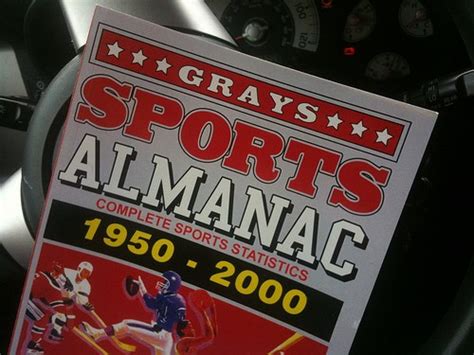 ★★★ GRAYS ★★★
SPORTS
ALMANAC
COMPLETE SPORTS STATISTICS
1950 - 2000